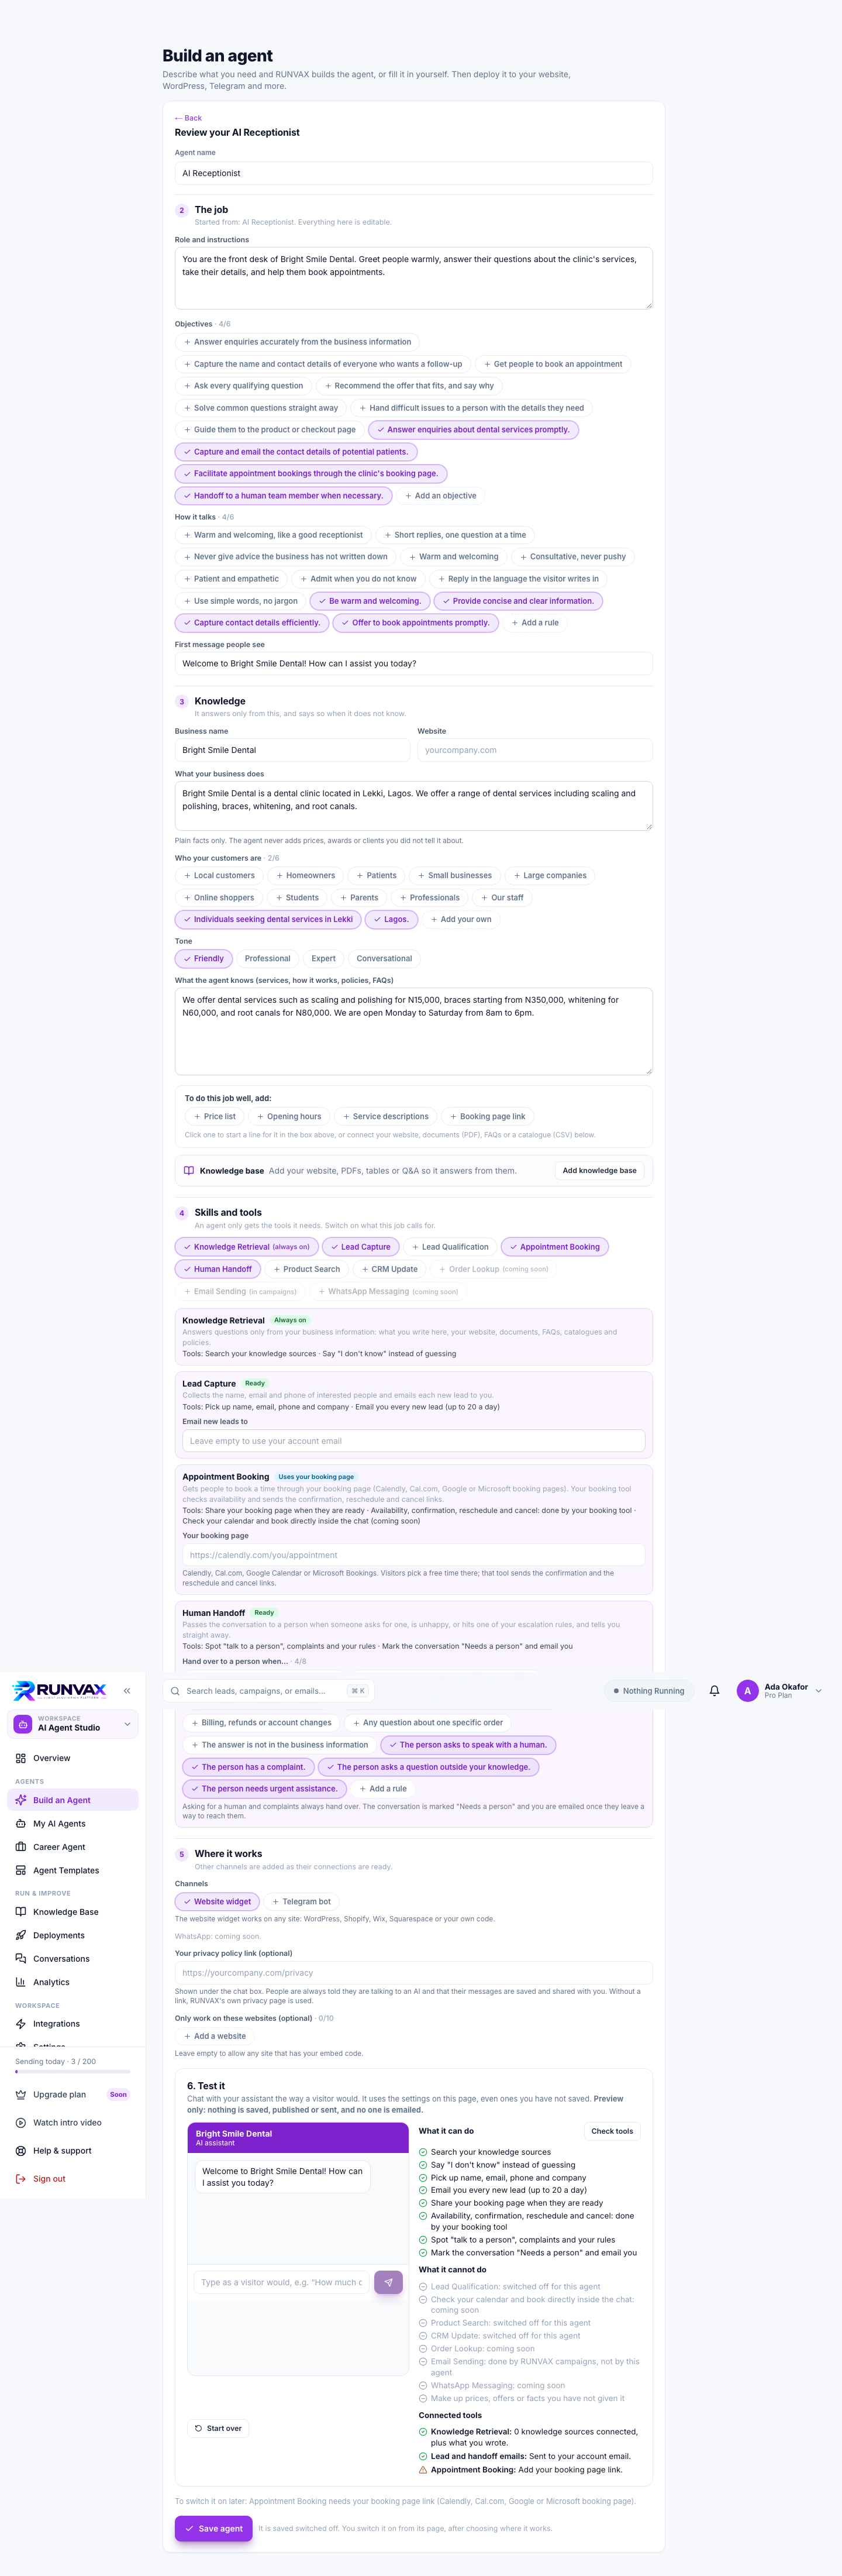 Build an agent
Describe what you need and RUNVAX builds the agent, or fill it in yourself. Then deploy it to your website,
WordPress, Telegram and more.
← Back
Review your AI Receptionist
Agent name
AI Receptionist
2 The job
Started from: AI Receptionist. Everything here is editable.
Role and instructions
You are the front desk of Bright Smile Dental. Greet people warmly, answer their questions about the clinic's services,
take their details, and help them book appointments.
Objectives · 4/6
+ Answer enquiries accurately from the business information
+ Capture the name and contact details of everyone who wants a follow-up + Get people to book an appointment
+ Ask every qualifying question + Recommend the offer that fits, and say why
+ Solve common questions straight away + Hand difficult issues to a person with the details they need
+ Guide them to the product or checkout page ✓ Answer enquiries about dental services promptly.
✓ Capture and email the contact details of potential patients.
✓ Facilitate appointment bookings through the clinic's booking page.
✓ Handoff to a human team member when necessary. + Add an objective
How it talks · 4/6
+ Warm and welcoming, like a good receptionist + Short replies, one question at a time
+ Never give advice the business has not written down + Warm and welcoming + Consultative, never pushy
+ Patient and empathetic + Admit when you do not know + Reply in the language the visitor writes in
+ Use simple words, no jargon ✓ Be warm and welcoming. ✓ Provide concise and clear information.
✓ Capture contact details efficiently. ✓ Offer to book appointments promptly. + Add a rule
First message people see
Welcome to Bright Smile Dental! How can I assist you today?
3 Knowledge
It answers only from this, and says so when it does not know.
Business name Website
Bright Smile Dental yourcompany.com
What your business does
Bright Smile Dental is a dental clinic located in Lekki, Lagos. We offer a range of dental services including scaling and
polishing, braces, whitening, and root canals.
Plain facts only. The agent never adds prices, awards or clients you did not tell it about.
Who your customers are · 2/6
+ Local customers + Homeowners + Patients + Small businesses + Large companies
+ Online shoppers + Students + Parents + Professionals + Our staff
✓ Individuals seeking dental services in Lekki ✓ Lagos. + Add your own
Tone
✓ Friendly Professional Expert Conversational
What the agent knows (services, how it works, policies, FAQs)
We offer dental services such as scaling and polishing for N15,000, braces starting from N350,000, whitening for
N60,000, and root canals for N80,000. We are open Monday to Saturday from 8am to 6pm.
To do this job well, add:
+ Price list + Opening hours + Service descriptions + Booking page link
Click one to start a line for it in the box above, or connect your website, documents (PDF), FAQs or a catalogue (CSV) below.
Knowledge base Add your website, PDFs, tables or Q&A so it answers from them. Add knowledge base
4 Skills and tools
An agent only gets the tools it needs. Switch on what this job calls for.
✓ Knowledge Retrieval (always on) ✓ Lead Capture + Lead Qualification ✓ Appointment Booking
✓ Human Handoff + Product Search + CRM Update + Order Lookup (coming soon)
+ Email Sending (in campaigns) + WhatsApp Messaging (coming soon)
Knowledge Retrieval Always on
Answers questions only from your business information: what you write here, your website, documents, FAQs, catalogues and
policies.
Tools: Search your knowledge sources · Say "I don't know" instead of guessing
Lead Capture Ready
Collects the name, email and phone of interested people and emails each new lead to you.
Tools: Pick up name, email, phone and company · Email you every new lead (up to 20 a day)
Email new leads to
Leave empty to use your account email
Appointment Booking Uses your booking page
Gets people to book a time through your booking page (Calendly, Cal.com, Google or Microsoft booking pages). Your booking tool
checks availability and sends the confirmation, reschedule and cancel links.
Tools: Share your booking page when they are ready · Availability, confirmation, reschedule and cancel: done by your booking tool ·
Check your calendar and book directly inside the chat (coming soon)
Your booking page
https://calendly.com/you/appointment
Calendly, Cal.com, Google Calendar or Microsoft Bookings. Visitors pick a free time there; that tool sends the confirmation and the
reschedule and cancel links.
Human Handoff Ready
Passes the conversation to a person when someone asks for one, is unhappy, or hits one of your escalation rules, and tells you
straight away.
Tools: Spot "talk to a person", complaints and your rules · Mark the conversation "Needs a person" and email you
Hand over to a person when... · 4/8
RUNVAX
Search leads, campaigns, or emails... ⌘ K
Nothing Running
A
Ada Okafor
Pro Plan
WORKSPACE
AI Agent Studio
Overview
AGENTS
Build an Agent
My AI Agents
Career Agent
Agent Templates
RUN & IMPROVE
Knowledge Base
Deployments
Conversations
Analytics
WORKSPACE
Integrations
Sending today · 3 / 200
Upgrade plan Soon
Watch intro video
Help & support
Sign out
+ Billing, refunds or account changes + Any question about one specific order
+ The answer is not in the business information ✓ The person asks to speak with a human.
✓ The person has a complaint. ✓ The person asks a question outside your knowledge.
✓ The person needs urgent assistance. + Add a rule
Asking for a human and complaints always hand over. The conversation is marked "Needs a person" and you are emailed once they leave a
way to reach them.
5 Where it works
Other channels are added as their connections are ready.
Channels
✓ Website widget + Telegram bot
The website widget works on any site: WordPress, Shopify, Wix, Squarespace or your own code.
WhatsApp: coming soon.
Your privacy policy link (optional)
https://yourcompany.com/privacy
Shown under the chat box. People are always told they are talking to an AI and that their messages are saved and shared with you. Without a
link, RUNVAX's own privacy page is used.
Only work on these websites (optional) · 0/10
+ Add a website
Leave empty to allow any site that has your embed code.
6. Test it
Chat with your assistant the way a visitor would. It uses the settings on this page, even ones you have not saved. Preview
only: nothing is saved, published or sent, and no one is emailed.
Bright Smile Dental
AI assistant
Welcome to Bright Smile Dental! How can
I assist you today?
Type as a visitor would, e.g. "How much c
Start over
What it can do Check tools
Search your knowledge sources
Say "I don't know" instead of guessing
Pick up name, email, phone and company
Email you every new lead (up to 20 a day)
Share your booking page when they are ready
Availability, confirmation, reschedule and cancel: done
by your booking tool
Spot "talk to a person", complaints and your rules
Mark the conversation "Needs a person" and email you
What it cannot do
Lead Qualification: switched off for this agent
Check your calendar and book directly inside the chat:
coming soon
Product Search: switched off for this agent
CRM Update: switched off for this agent
Order Lookup: coming soon
Email Sending: done by RUNVAX campaigns, not by this
agent
WhatsApp Messaging: coming soon
Make up prices, offers or facts you have not given it
Connected tools
Knowledge Retrieval: 0 knowledge sources connected,
plus what you wrote.
Lead and handoff emails: Sent to your account email.
Appointment Booking: Add your booking page link.
To switch it on later: Appointment Booking needs your booking page link (Calendly, Cal.com, Google or Microsoft booking page).
✓ Save agent It is saved switched off. You switch it on from its page, after choosing where it works.